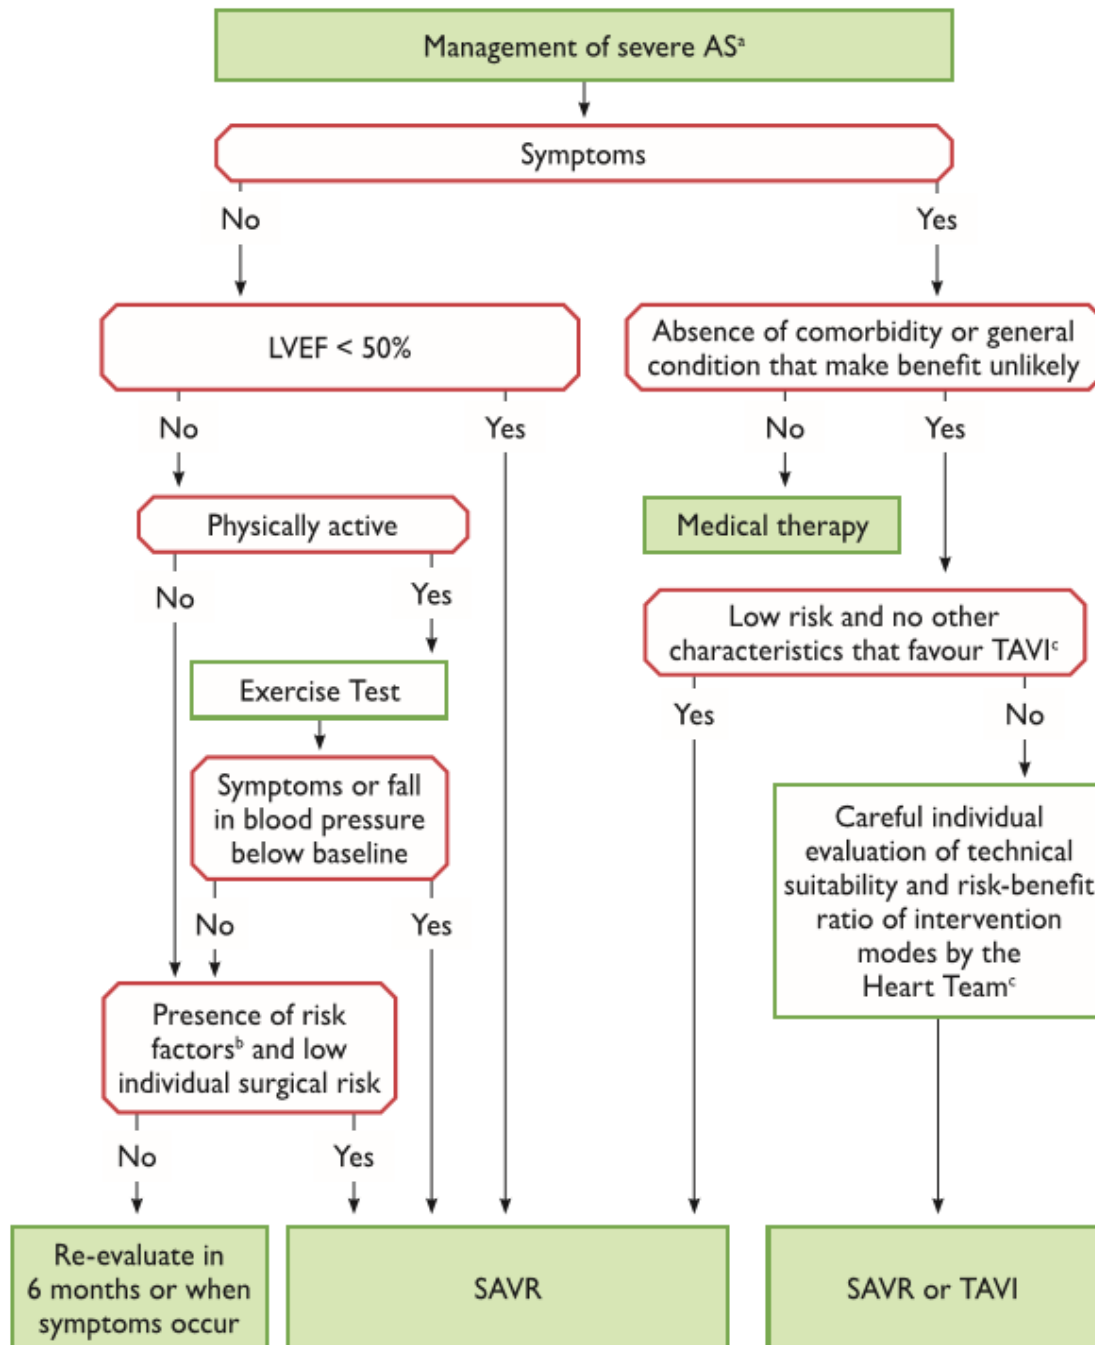 Management of severe ASᵃ
Symptoms
No
Yes
LVEF < 50%
Absence of comorbidity or general
condition that make benefit unlikely
No
Yes
No
Yes
Physically active
Medical therapy
No
Yes
Low risk and no other
characteristics that favour TAVIᶜ
Exercise Test
Yes
No
Symptoms or fall
in blood pressure
below baseline
Careful individual
evaluation of technical
suitability and risk-benefit
ratio of intervention
modes by the
Heart Teamᶜ
No
Yes
Presence of risk
factorsᵇ and low
individual surgical risk
No
Yes
Re-evaluate in
6 months or when
symptoms occur
SAVR
SAVR or TAVI